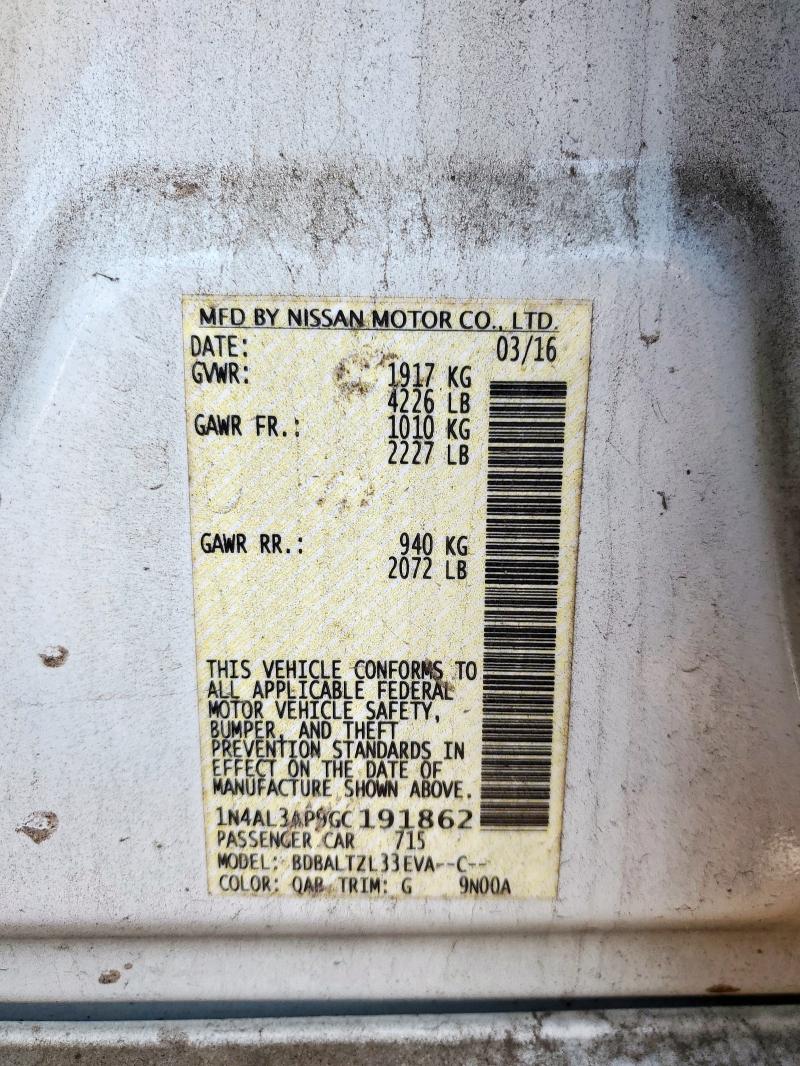 MFD BY NISSAN MOTOR CO., LTD.
DATE: 03/16
GVWR: 1917 KG
4226 LB
GAWR FR.: 1010 KG
2227 LB
GAWR RR.: 940 KG
2072 LB
THIS VEHICLE CONFORMS TO
ALL APPLICABLE FEDERAL
MOTOR VEHICLE SAFETY,
BUMPER, AND THEFT
PREVENTION STANDARDS IN
EFFECT ON THE DATE OF
MANUFACTURE SHOWN ABOVE.
1N4AL3AP9GC191862
PASSENGER CAR 715
MODEL: BDBALTZL33EVA--C--
COLOR: QAB TRIM: G 9N00A